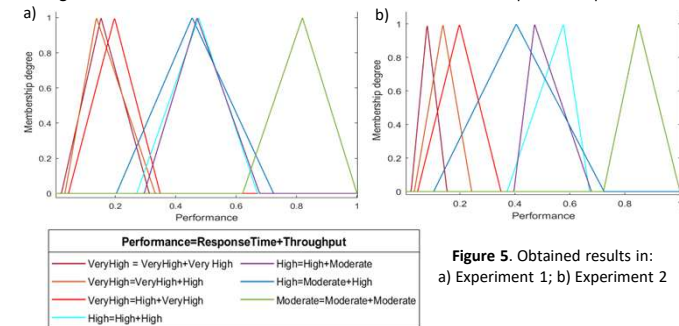 a)
b)
Membership degree
1
0.8
0.6
0.4
0.2
0
0.2
0.4
0.6
0.8
1
Performance
Membership degree
1
0.8
0.6
0.4
0.2
0
0.2
0.4
0.6
0.8
1
Performance
Performance=ResponseTime+Throughput
VeryHigh = VeryHigh+Very High
High=High+Moderate
VeryHigh=VeryHigh+High
High=Moderate+High
VeryHigh=High+VeryHigh
Moderate=Moderate+Moderate
High=High+High
Figure 5. Obtained results in:
a) Experiment 1; b) Experiment 2